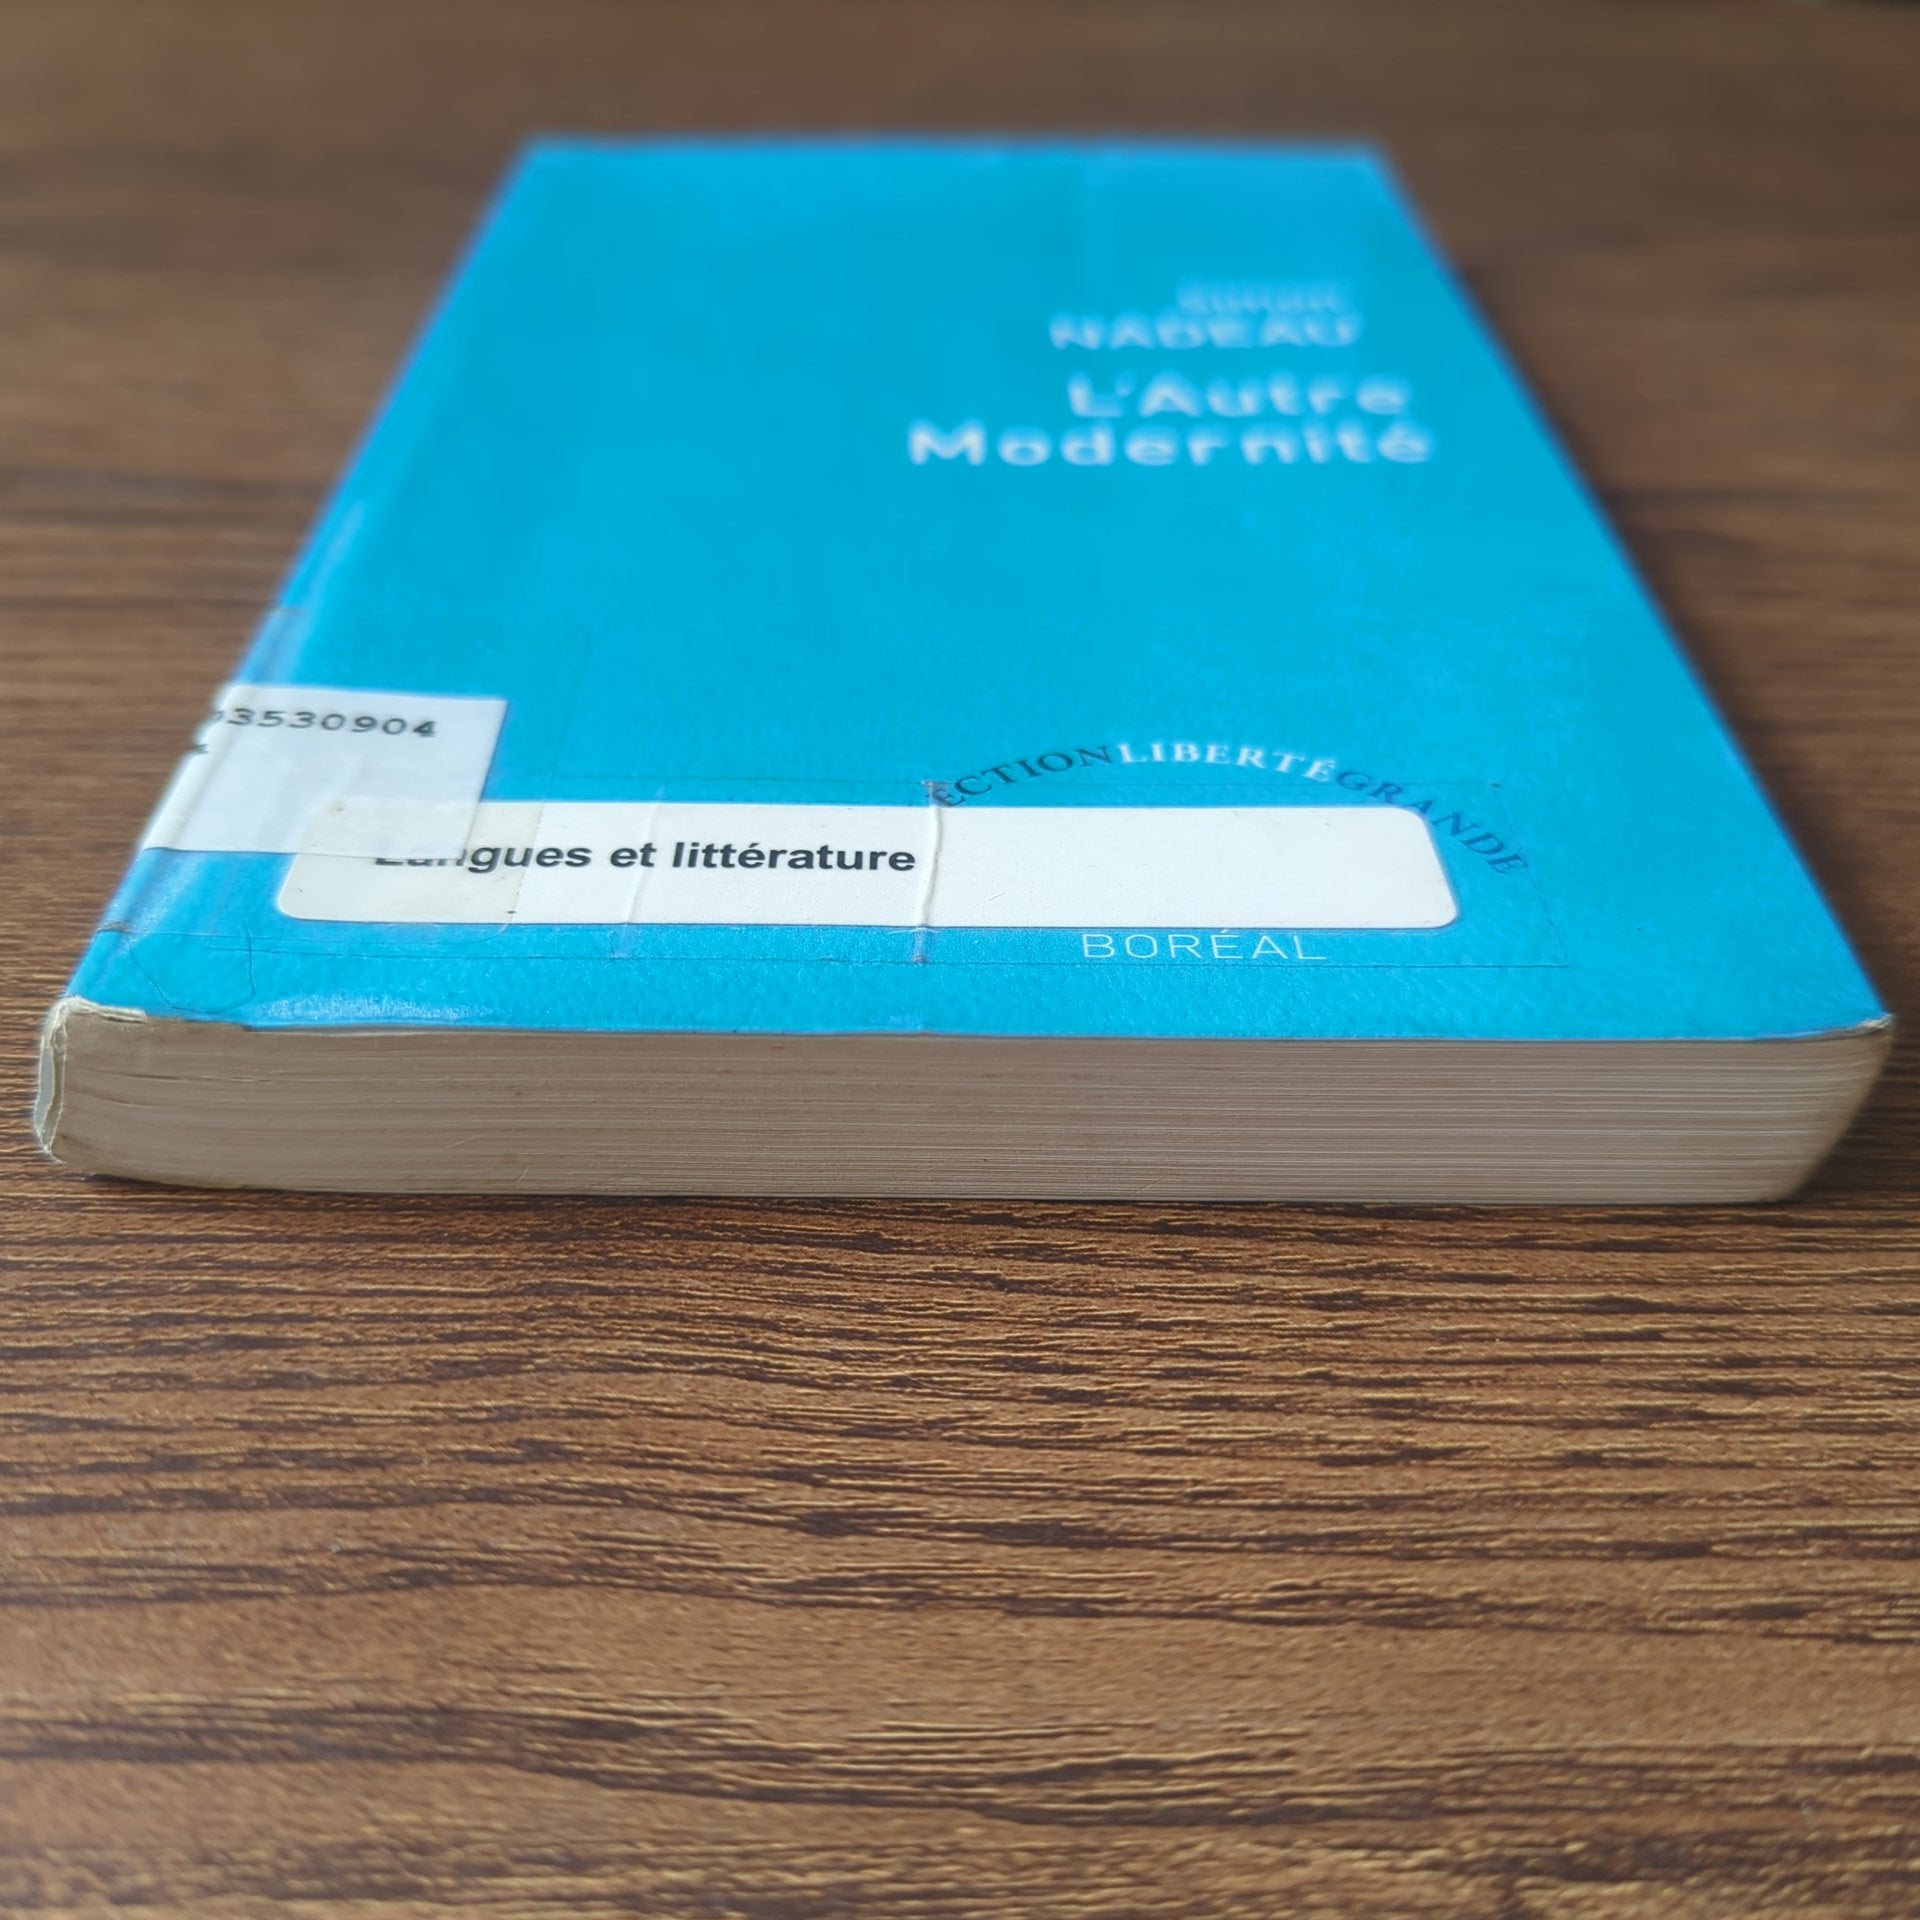 NADEAU
L'Autre
Modernité
3530904
ECTION LIBERTÉ GRANDE
Langues et littérature
BORÉAL